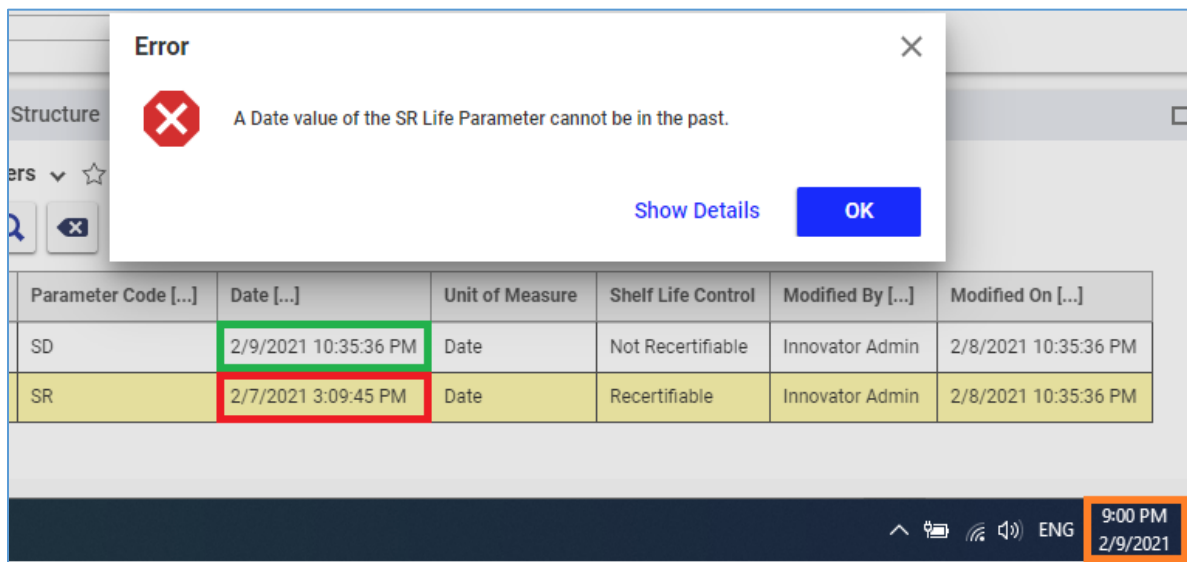 Error
A Date value of the SR Life Parameter cannot be in the past.
Show Details OK
Structure
ers
Parameter Code [...] Date [...] Unit of Measure Shelf Life Control Modified By [...] Modified On [...]
SD 2/9/2021 10:35:36 PM Date Not Recertifiable Innovator Admin 2/8/2021 10:35:36 PM
SR 2/7/2021 3:09:45 PM Date Recertifiable Innovator Admin 2/8/2021 10:35:36 PM
ENG 9:00 PM
2/9/2021